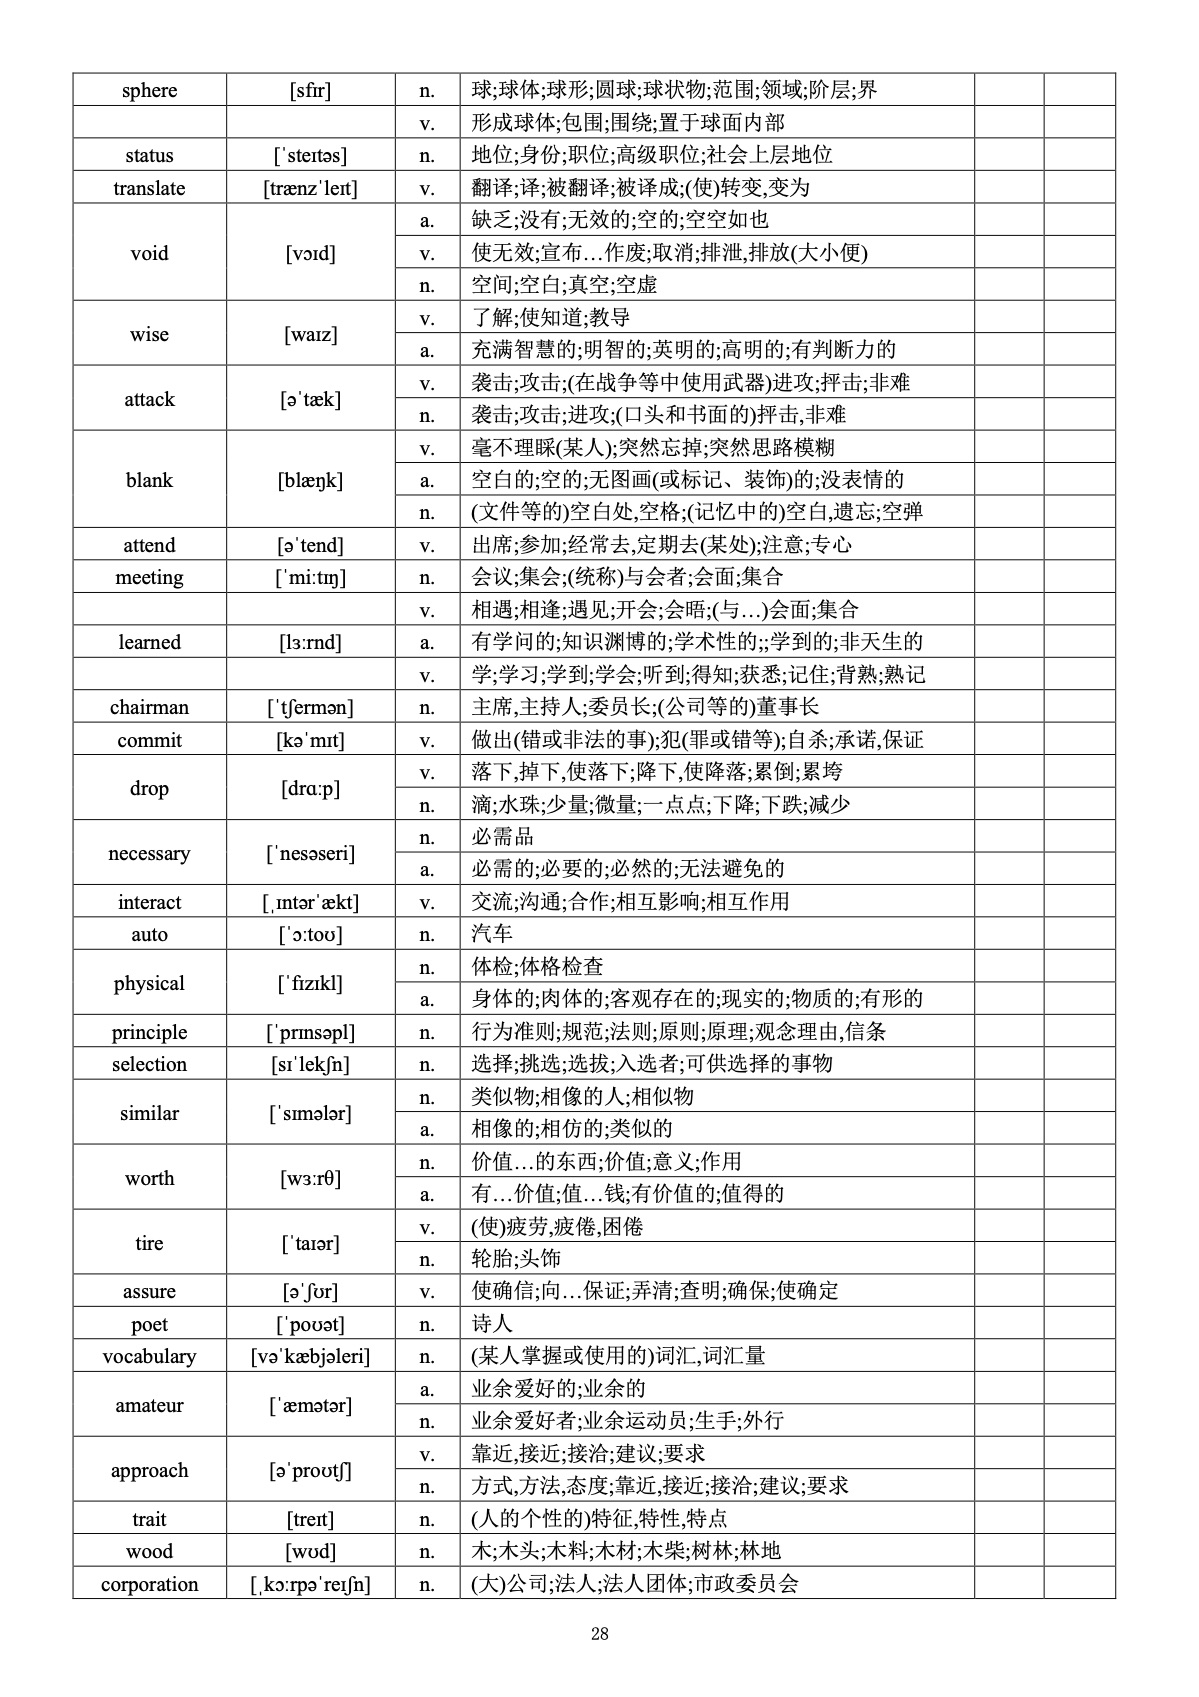 sphere [sfɪr] n. 球;球体;球形;圆球;球状物;范围;领域;阶层;界
v. 形成球体;包围;围绕;置于球面内部
status [ˈsteɪtəs] n. 地位;身份;职位;高级职位;社会上层地位
translate [trænzˈleɪt] v. 翻译;译;被翻译;被译成;(使)转变,变为
void [vɔɪd] a. 缺乏;没有;无效的;空的;空空如也
v. 使无效;宣布…作废;取消;排泄,排放(大小便)
n. 空间;空白;真空;空虚
wise [waɪz] v. 了解;使知道;教导
a. 充满智慧的;明智的;英明的;高明的;有判断力的
attack [əˈtæk] v. 袭击;攻击;(在战争等中使用武器)进攻;抨击;非难
n. 袭击;攻击;进攻;(口头和书面的)抨击,非难
blank [blæŋk] v. 毫不理睬(某人);突然忘掉;突然思路模糊
a. 空白的;空的;无图画(或标记、装饰)的;没表情的
n. (文件等的)空白处,空格;(记忆中的)空白,遗忘;空弹
attend [əˈtend] v. 出席;参加;经常去,定期去(某处);注意;专心
meeting [ˈmiːtɪŋ] n. 会议;集会;(统称)与会者;会面;集合
v. 相遇;相逢;遇见;开会;会晤;(与…)会面;集合
learned [lɜːrnd] a. 有学问的;知识渊博的;学术性的;;学到的;非天生的
v. 学;学习;学到;学会;听到;得知;获悉;记住;背熟;熟记
chairman [ˈtʃermən] n. 主席,主持人;委员长;(公司等的)董事长
commit [kəˈmɪt] v. 做出(错或非法的事);犯(罪或错等);自杀;承诺,保证
drop [drɑːp] v. 落下,掉下,使落下;降下,使降落;累倒;累垮
n. 滴;水珠;少量;微量;一点点;下降;下跌;减少
necessary [ˈnesəseri] n. 必需品
a. 必需的;必要的;必然的;无法避免的
interact [ˌɪntərˈækt] v. 交流;沟通;合作;相互影响;相互作用
auto [ˈɔːtoʊ] n. 汽车
physical [ˈfɪzɪkl] n. 体检;体格检查
a. 身体的;肉体的;客观存在的;现实的;物质的;有形的
principle [ˈprɪnsəpl] n. 行为准则;规范;法则;原则;原理;观念理由,信条
selection [sɪˈlekʃn] n. 选择;挑选;选拔;入选者;可供选择的事物
similar [ˈsɪmələr] n. 类似物;相像的人;相似物
a. 相像的;相仿的;类似的
worth [wɜːrθ] n. 价值…的东西;价值;意义;作用
a. 有…价值;值…钱;有价值的;值得的
tire [ˈtaɪər] v. (使)疲劳,疲倦,困倦
n. 轮胎;头饰
assure [əˈʃʊr] v. 使确信;向…保证;弄清;查明;确保;使确定
poet [ˈpoʊət] n. 诗人
vocabulary [vəˈkæbjəleri] n. (某人掌握或使用的)词汇,词汇量
amateur [ˈæmətər] a. 业余爱好的;业余的
n. 业余爱好者;业余运动员;生手;外行
approach [əˈproʊtʃ] v. 靠近,接近;接洽;建议;要求
n. 方式,方法,态度;靠近,接近;接洽;建议;要求
trait [treɪt] n. (人的个性的)特征,特性,特点
wood [wʊd] n. 木;木头;木料;木材;木柴;树林;林地
corporation [ˌkɔːrpəˈreɪʃn] n. (大)公司;法人;法人团体;市政委员会
28